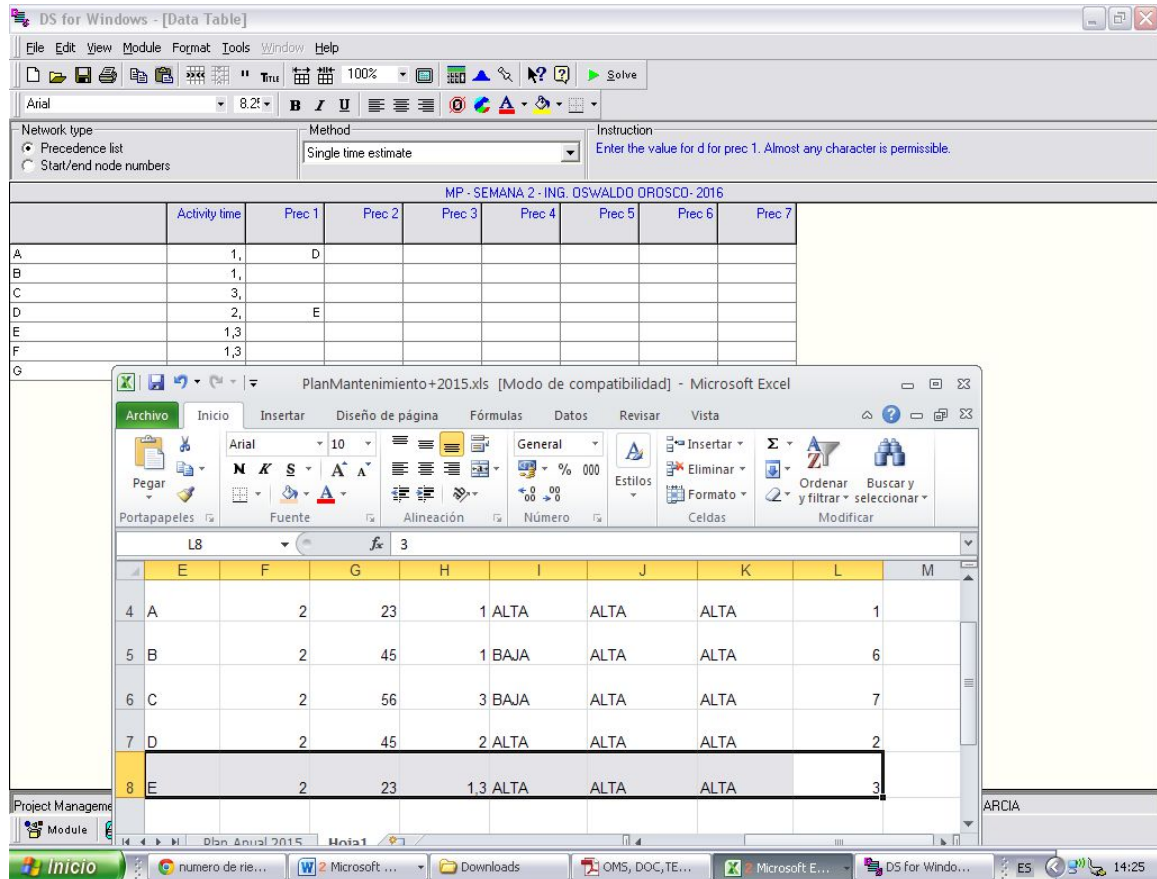 DS for Windows - [Data Table]
File Edit View Module Format Tools Window Help
100% Solve
Arial B I U
Network type Method Instruction
Precedence list Single time estimate Enter the value for d for prec 1. Almost any character is permissible.
Start/end node numbers
MP - SEMANA 2 - ING. OSWALDO OROSCO- 2016
Activity time Prec 1 Prec 2 Prec 3 Prec 4 Prec 5 Prec 6 Prec 7
A 1, D
B 1,
C 3,
D 2, E
E 1,3
F 1,3
G
PlanMantenimiento+2015.xls [Modo de compatibilidad] - Microsoft Excel
Archivo Inicio Insertar Diseño de página Fórmulas Datos Revisar Vista
Arial 10 General Insertar Σ
Pegar N K S A A % 000 Estilos Eliminar Ordenar y filtrar Buscar y seleccionar
Formato
Portapapeles Fuente Alineación Número Celdas Modificar
L8 fx 3
E F G H I J K L M
4 A 2 23 1 ALTA ALTA ALTA 1
5 B 2 45 1 BAJA ALTA ALTA 6
6 C 2 56 3 BAJA ALTA ALTA 7
7 D 2 45 2 ALTA ALTA ALTA 2
8 E 2 23 1,3 ALTA ALTA ALTA 3
Project Manageme ARCIA
Module Plan Anual 2015 Hoja1
Inicio numero de rie... 2 Microsoft ... Downloads OMS, DOC,TE... 2 Microsoft E... DS for Windo... ES 14:25